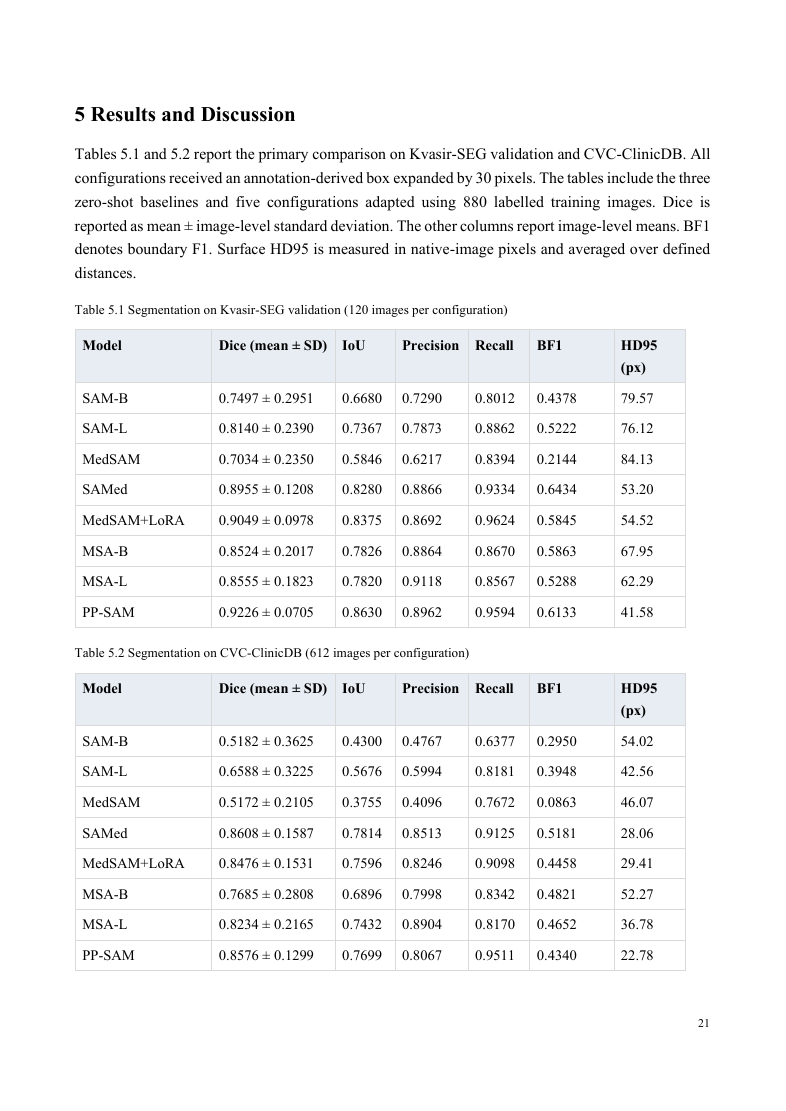 5 Results and Discussion
Tables 5.1 and 5.2 report the primary comparison on Kvasir-SEG validation and CVC-ClinicDB. All
configurations received an annotation-derived box expanded by 30 pixels. The tables include the three
zero-shot baselines and five configurations adapted using 880 labelled training images. Dice is
reported as mean ± image-level standard deviation. The other columns report image-level means. BF1
denotes boundary F1. Surface HD95 is measured in native-image pixels and averaged over defined
distances.
Table 5.1 Segmentation on Kvasir-SEG validation (120 images per configuration)
Model Dice (mean ± SD) IoU Precision Recall BF1 HD95
(px)
SAM-B 0.7497 ± 0.2951 0.6680 0.7290 0.8012 0.4378 79.57
SAM-L 0.8140 ± 0.2390 0.7367 0.7873 0.8862 0.5222 76.12
MedSAM 0.7034 ± 0.2350 0.5846 0.6217 0.8394 0.2144 84.13
SAMed 0.8955 ± 0.1208 0.8280 0.8866 0.9334 0.6434 53.20
MedSAM+LoRA 0.9049 ± 0.0978 0.8375 0.8692 0.9624 0.5845 54.52
MSA-B 0.8524 ± 0.2017 0.7826 0.8864 0.8670 0.5863 67.95
MSA-L 0.8555 ± 0.1823 0.7820 0.9118 0.8567 0.5288 62.29
PP-SAM 0.9226 ± 0.0705 0.8630 0.8962 0.9594 0.6133 41.58
Table 5.2 Segmentation on CVC-ClinicDB (612 images per configuration)
Model Dice (mean ± SD) IoU Precision Recall BF1 HD95
(px)
SAM-B 0.5182 ± 0.3625 0.4300 0.4767 0.6377 0.2950 54.02
SAM-L 0.6588 ± 0.3225 0.5676 0.5994 0.8181 0.3948 42.56
MedSAM 0.5172 ± 0.2105 0.3755 0.4096 0.7672 0.0863 46.07
SAMed 0.8608 ± 0.1587 0.7814 0.8513 0.9125 0.5181 28.06
MedSAM+LoRA 0.8476 ± 0.1531 0.7596 0.8246 0.9098 0.4458 29.41
MSA-B 0.7685 ± 0.2808 0.6896 0.7998 0.8342 0.4821 52.27
MSA-L 0.8234 ± 0.2165 0.7432 0.8904 0.8170 0.4652 36.78
PP-SAM 0.8576 ± 0.1299 0.7699 0.8067 0.9511 0.4340 22.78
21